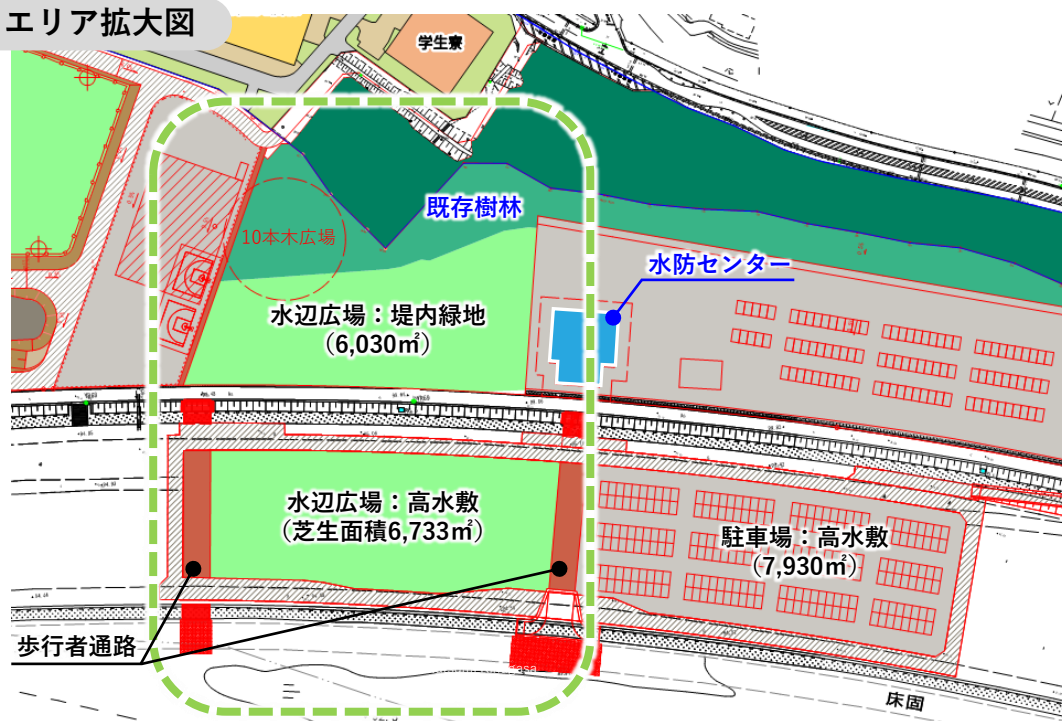 エリア拡大図
学生寮
既存樹林
10本木広場
水防センター
水辺広場：堤内緑地
（6,030㎡）
水辺広場：高水敷
（芝生面積6,733㎡）
駐車場：高水敷
（7,930㎡）
歩行者通路
床固